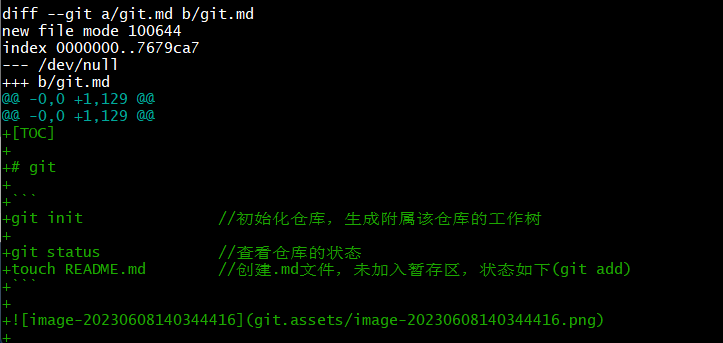 diff --git a/git.md b/git.md
new file mode 100644
index 0000000..7679ca7
--- /dev/null
+++ b/git.md
@@ -0,0 +1,129 @@
@@ -0,0 +1,129 @@
+[TOC]
+
+# git
+
+```
+git init               //初始化仓库，生成附属该仓库的工作树
+
+git status             //查看仓库的状态
+touch README.md        //创建.md文件，未加入暂存区，状态如下(git add)
+```
+
+![image-20230608140344416](git.assets/image-20230608140344416.png)
+